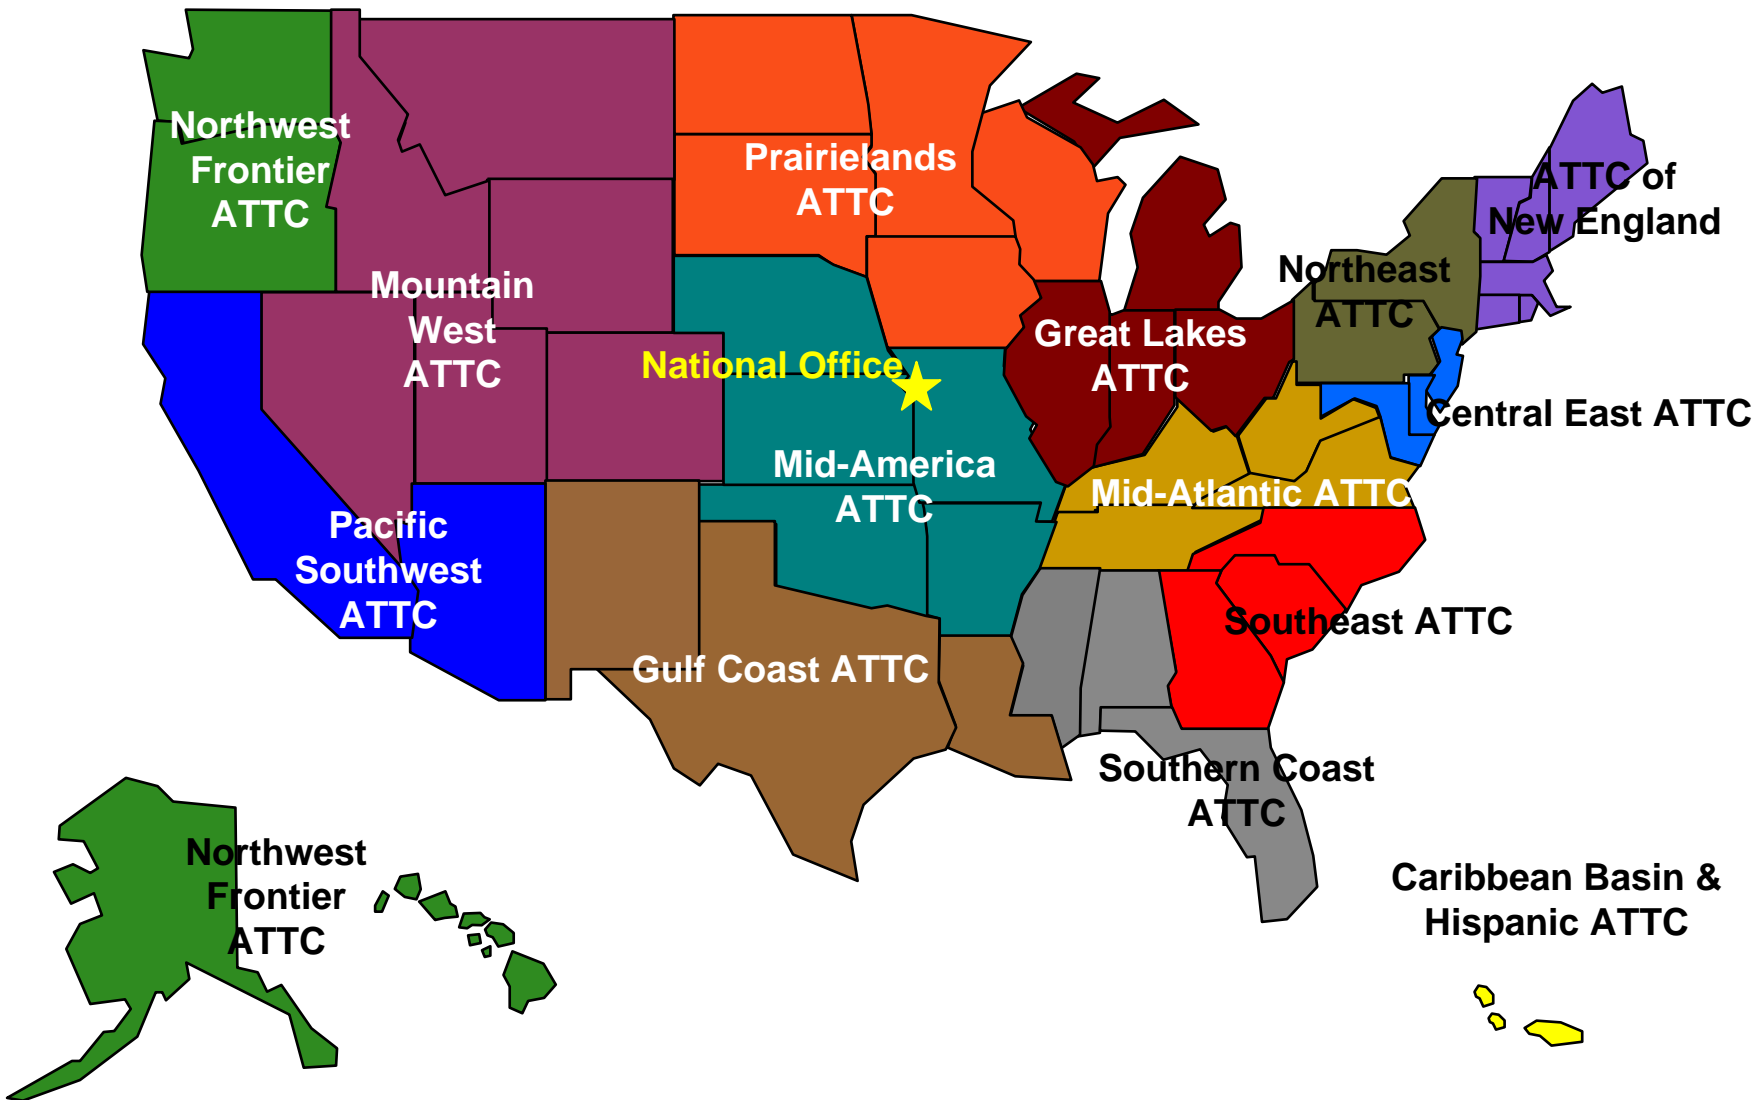 Northwest
Frontier
ATTC
Mountain
West
ATTC
Prairielands
ATTC
National Office
Great Lakes
ATTC
ATTC of
New England
Northeast
ATTC
Central East ATTC
Mid-America
ATTC
Mid-Atlantic ATTC
Pacific
Southwest
ATTC
Gulf Coast ATTC
Southeast ATTC
Southern Coast
ATTC
Northwest
Frontier
ATTC
Caribbean Basin &
Hispanic ATTC